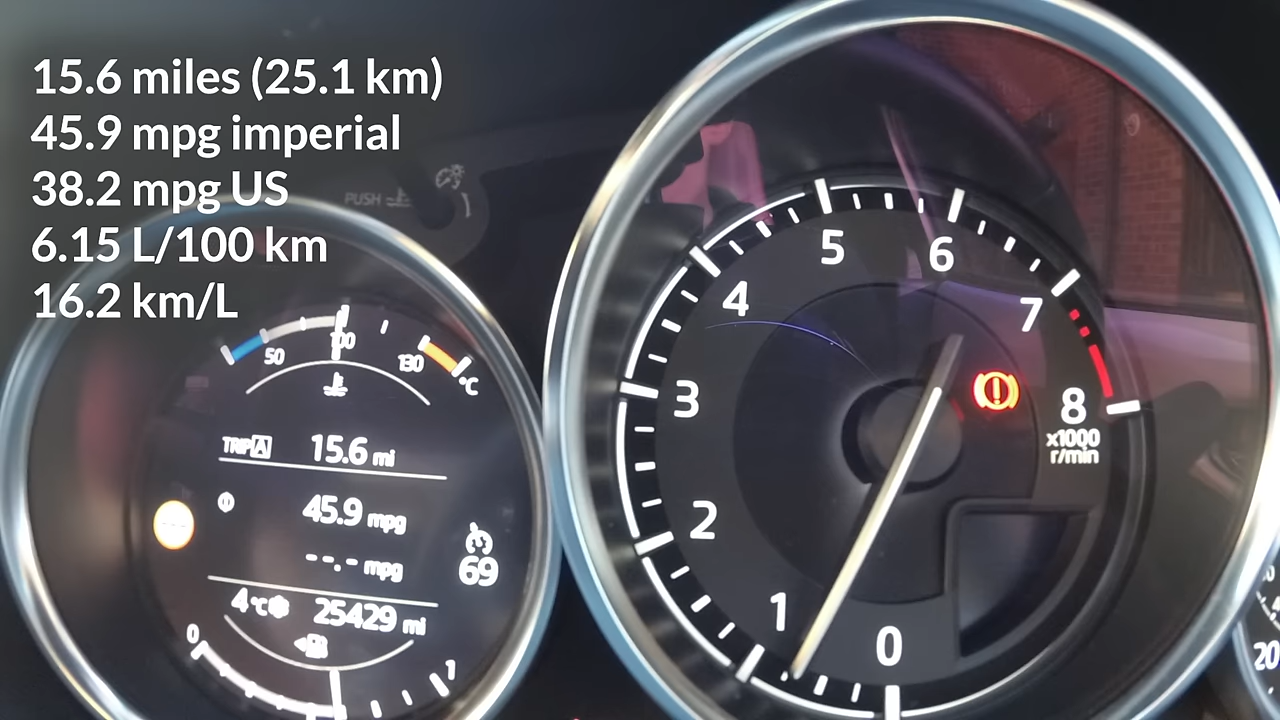 15.6 miles (25.1 km)
45.9 mpg imperial
38.2 mpg US
6.15 L/100 km
16.2 km/L
PUSH
50
100
130
°C
TRIP A 15.6 mi
45.9 mpg
--.- mpg
69
4 °C 25429 mi
0
1
0
1
2
3
4
5
6
7
8
x1000
r/min
20